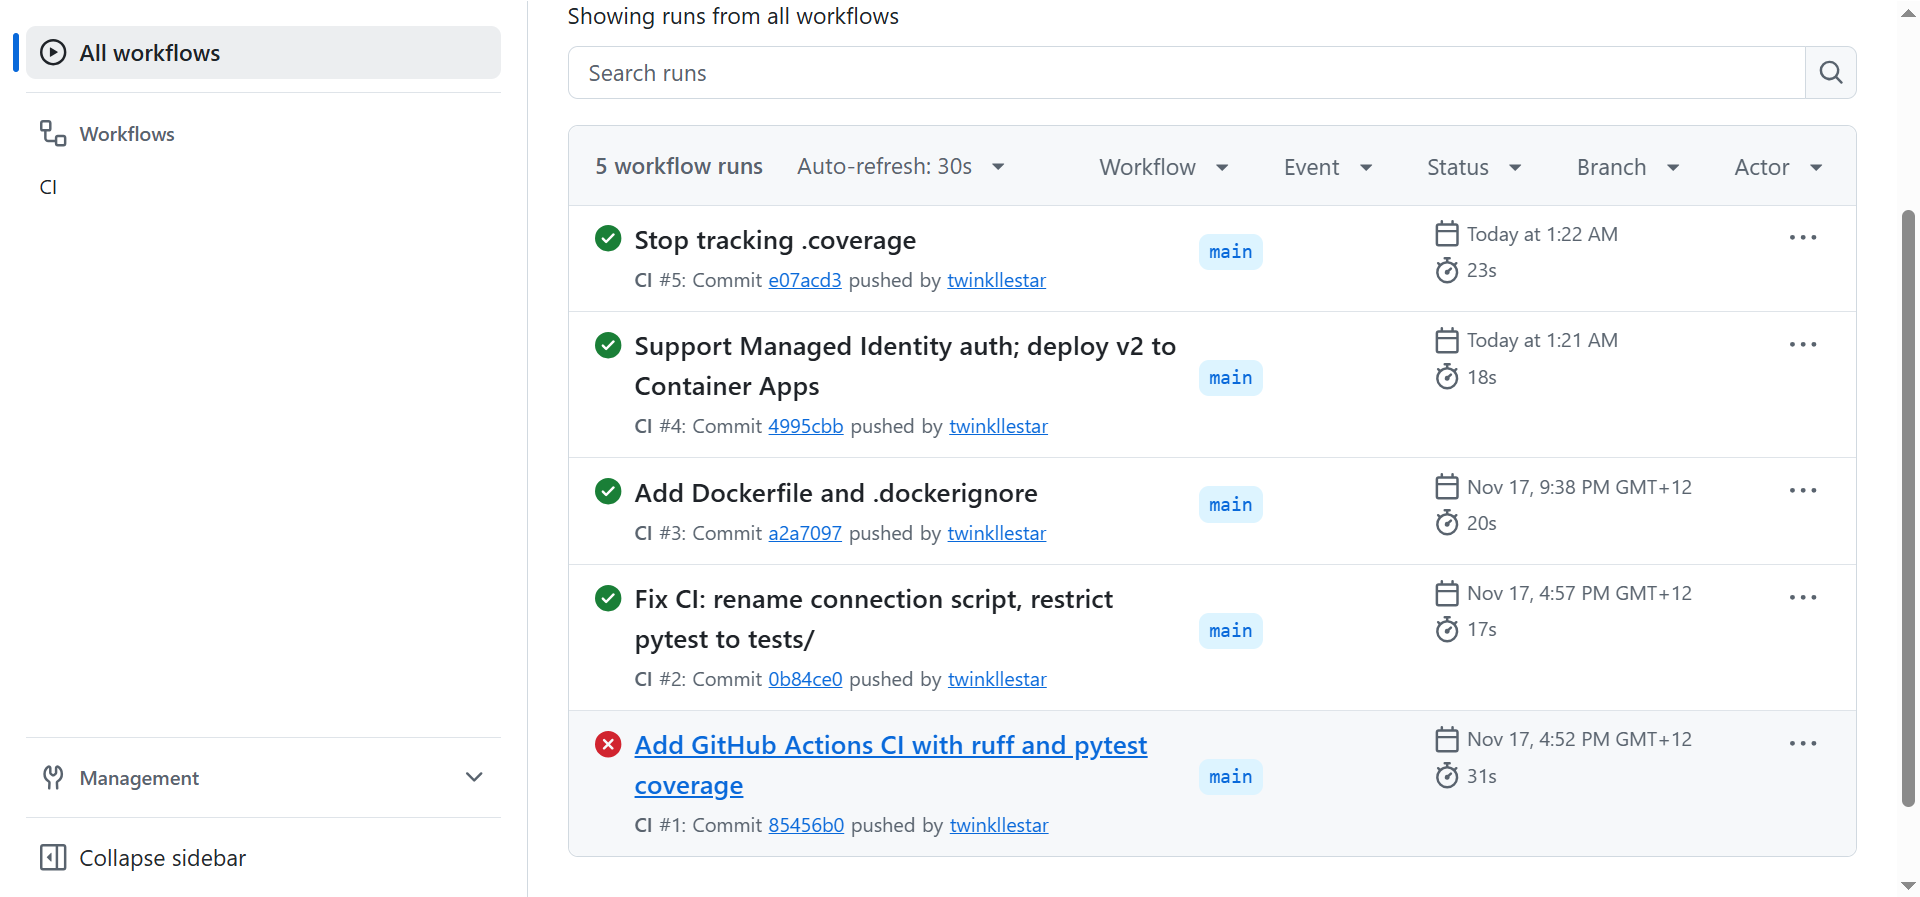 All workflows
Workflows
CI
Management
Collapse sidebar
Showing runs from all workflows
Search runs
5 workflow runs Auto-refresh: 30s Workflow Event Status Branch Actor
Stop tracking .coverage
CI #5: Commit e07acd3 pushed by twinkllestar
main
Today at 1:22 AM
23s
Support Managed Identity auth; deploy v2 to
Container Apps
CI #4: Commit 4995cbb pushed by twinkllestar
main
Today at 1:21 AM
18s
Add Dockerfile and .dockerignore
CI #3: Commit a2a7097 pushed by twinkllestar
main
Nov 17, 9:38 PM GMT+12
20s
Fix CI: rename connection script, restrict
pytest to tests/
CI #2: Commit 0b84ce0 pushed by twinkllestar
main
Nov 17, 4:57 PM GMT+12
17s
Add GitHub Actions CI with ruff and pytest
coverage
CI #1: Commit 85456b0 pushed by twinkllestar
main
Nov 17, 4:52 PM GMT+12
31s